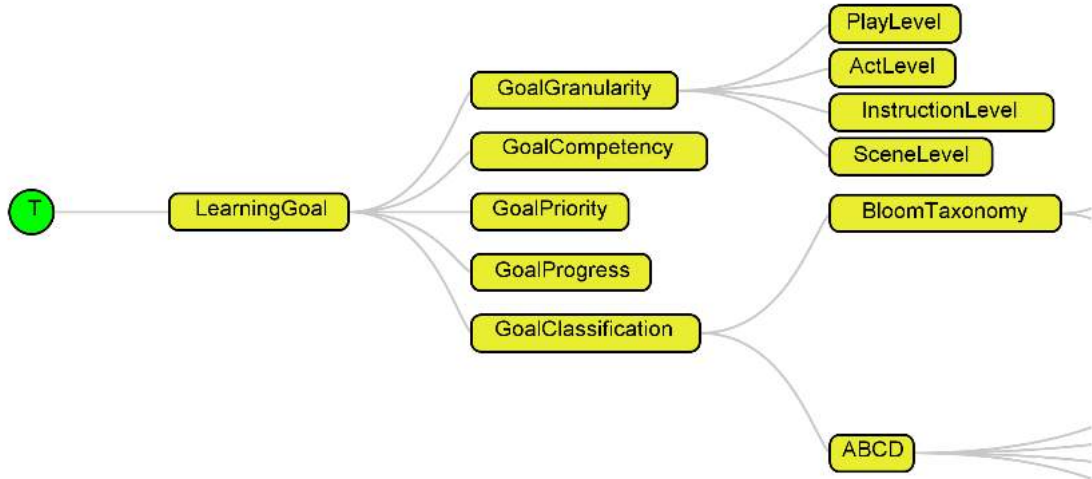 T
LearningGoal
GoalGranularity
GoalCompetency
GoalPriority
GoalProgress
GoalClassification
PlayLevel
ActLevel
InstructionLevel
SceneLevel
BloomTaxonomy
ABCD